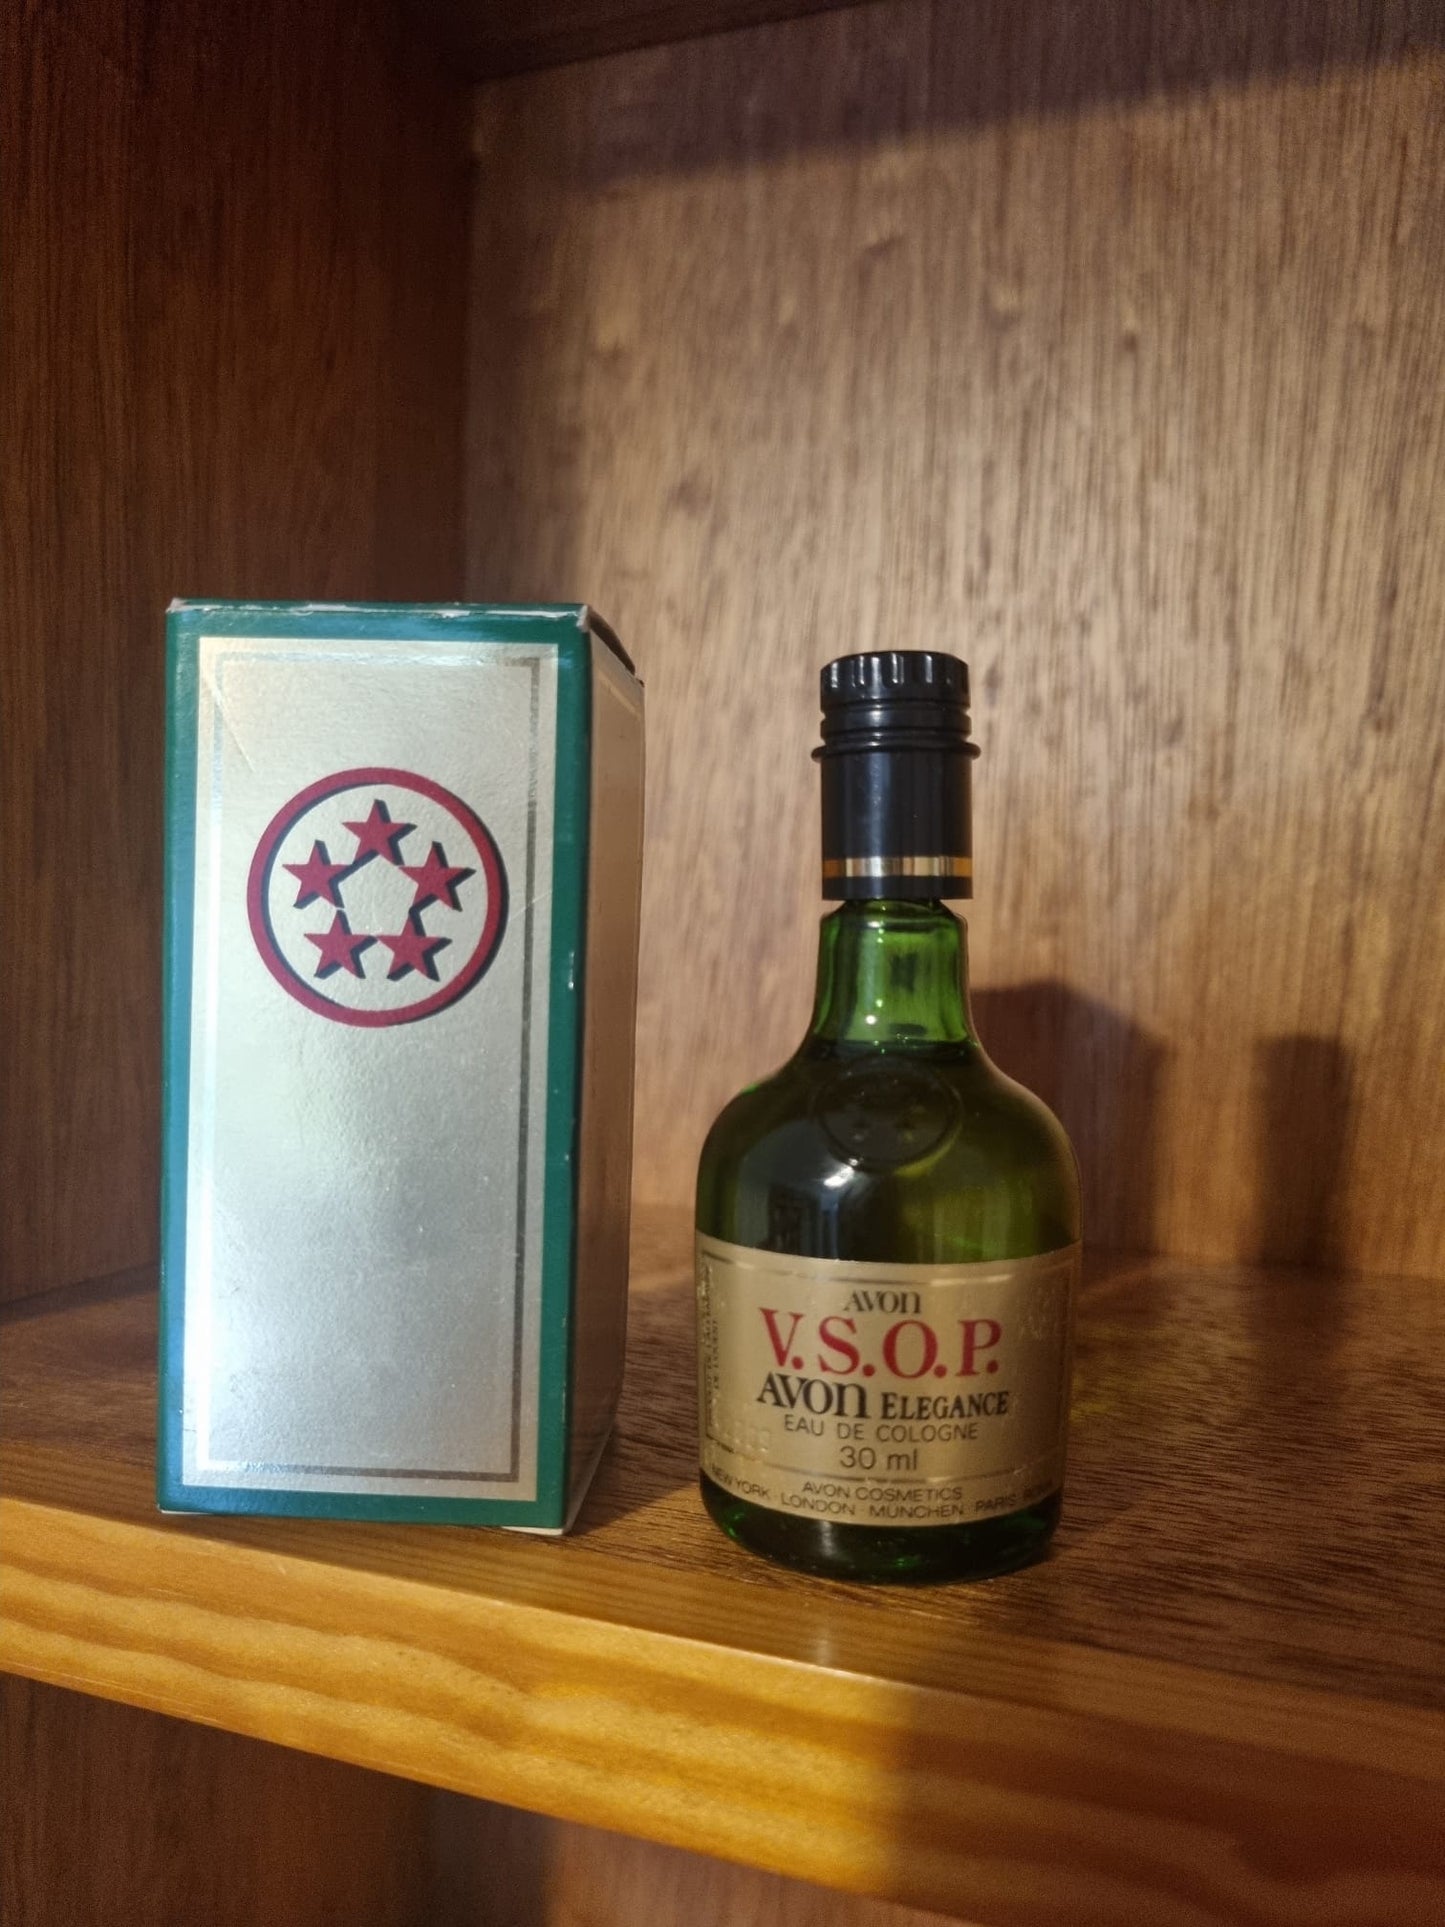 AVON
V.S.O.P.
AVON ELEGANCE
EAU DE COLOGNE
30 ml
AVON COSMETICS
NEW YORK · LONDON · MÜNCHEN · PARIS